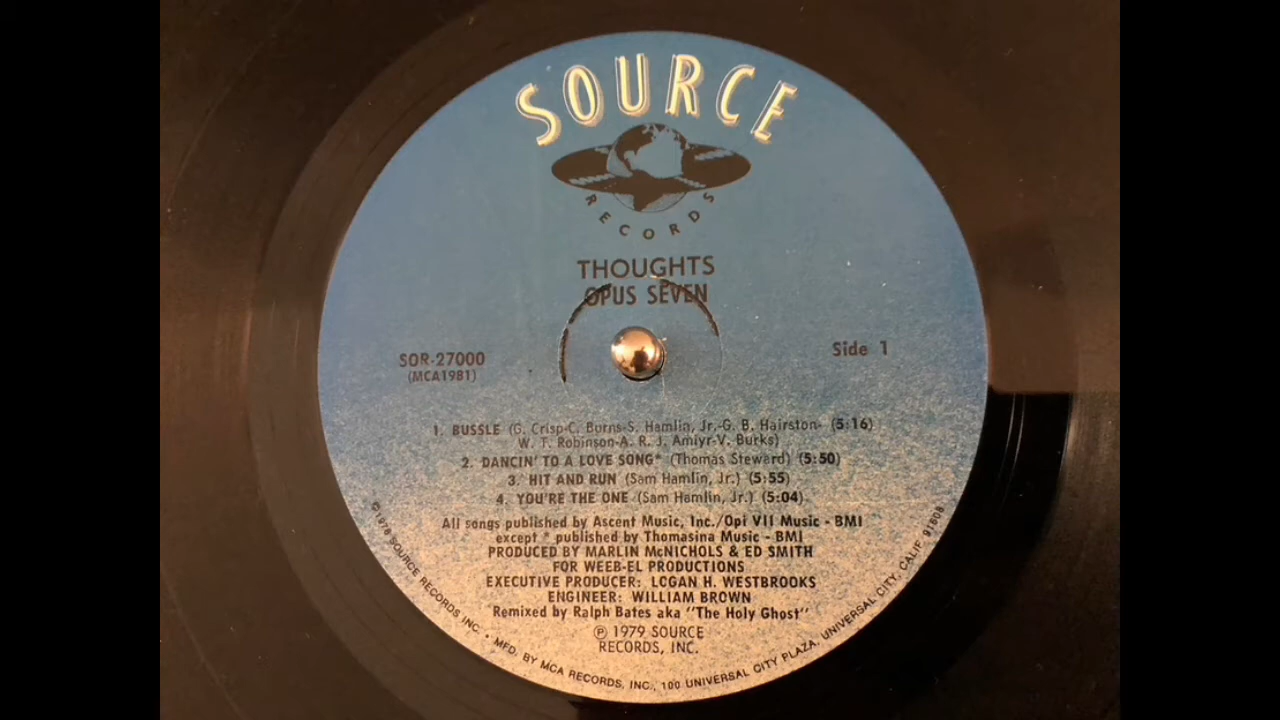 SOURCE
RECORDS
THOUGHTS
OPUS SEVEN
SOR-27000
(MCA1981)
Side 1
1. BUSSLE (G. Crisp-C. Burns-S. Hamlin, Jr.-G. B. Hairston- (5:16)
W. T. Robinson-A. R. J. Amiyr-V. Burks)
2. DANCIN' TO A LOVE SONG* (Thomas Steward) (5:50)
3. HIT AND RUN (Sam Hamlin, Jr.) (5:55)
4. YOU'RE THE ONE (Sam Hamlin, Jr.) (5:04)
All songs published by Ascent Music, Inc./Opi VII Music - BMI
except * published by Thomasina Music - BMI
PRODUCED BY MARLIN McNICHOLS & ED SMITH
FOR WEEB-EL PRODUCTIONS
EXECUTIVE PRODUCER: LOGAN H. WESTBROOKS
ENGINEER: WILLIAM BROWN
Remixed by Ralph Bates aka "The Holy Ghost"
℗ 1979 SOURCE
RECORDS, INC.
©1978 SOURCE RECORDS INC. • MFD. BY MCA RECORDS, INC., 100 UNIVERSAL CITY PLAZA, UNIVERSAL CITY, CALIF. 91608